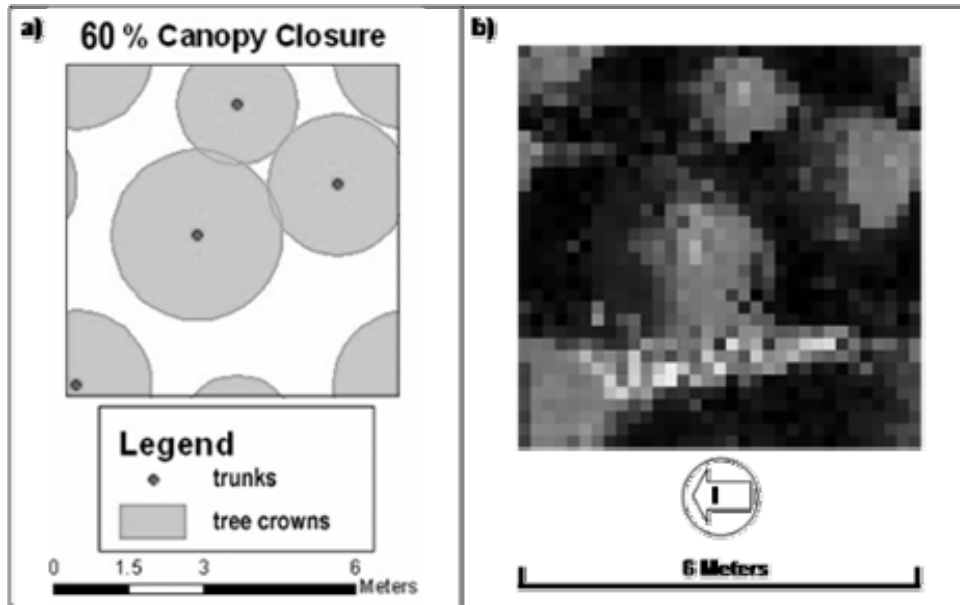 a)
60 % Canopy Closure
Legend
trunks
tree crowns
0 1.5 3 6
Meters
b)
6 Meters